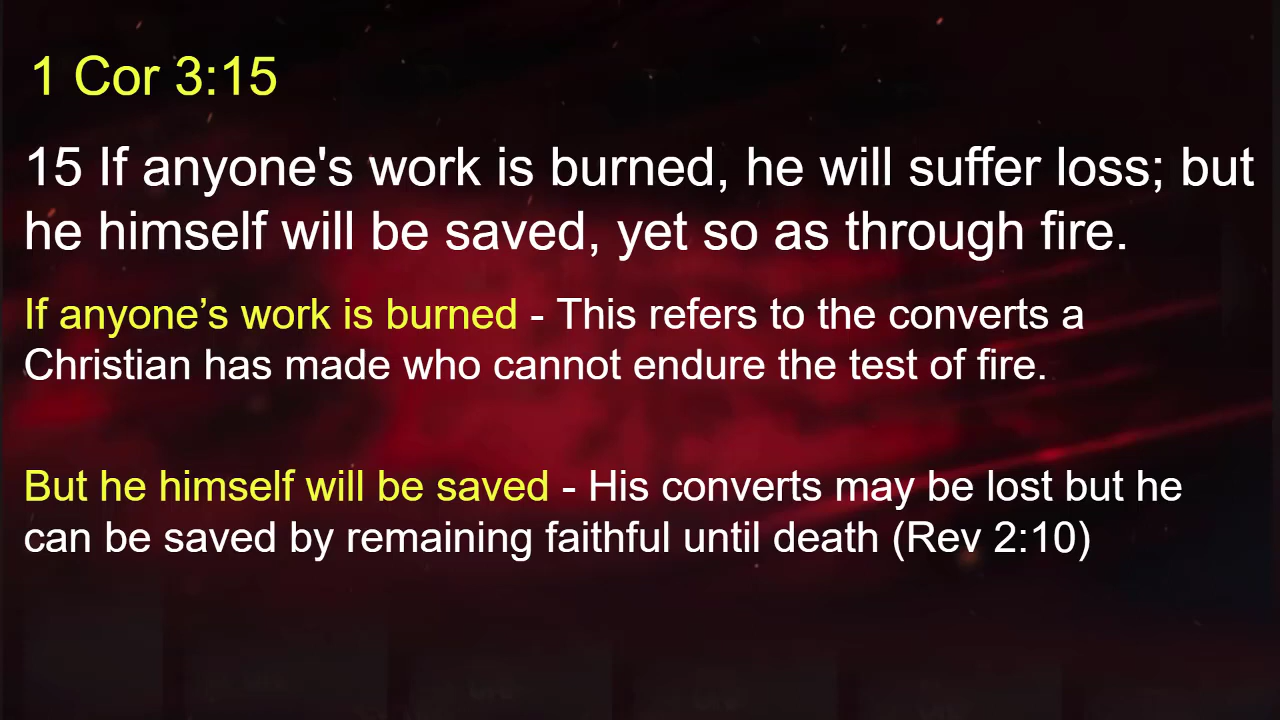 1 Cor 3:15
15 If anyone's work is burned, he will suffer loss; but
he himself will be saved, yet so as through fire.
If anyone’s work is burned - This refers to the converts a
Christian has made who cannot endure the test of fire.
But he himself will be saved - His converts may be lost but he
can be saved by remaining faithful until death (Rev 2:10)